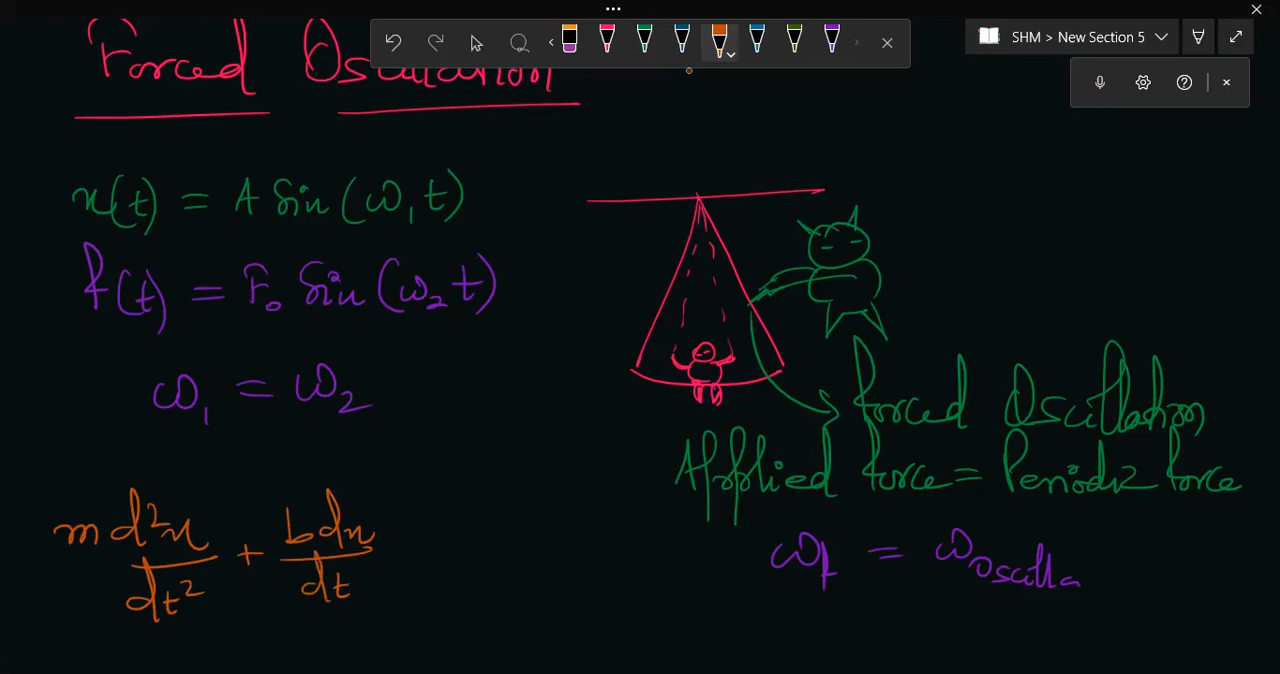 SHM > New Section 5
Forced Oscillation
x(t) = A Sin(ω₁t)
f(t) = F₀ Sin(ω₂t)
ω₁ = ω₂
md²x/dt² + bdx/dt
Forced Oscillation
Applied force = Periodic force
ωf = ωoscilla